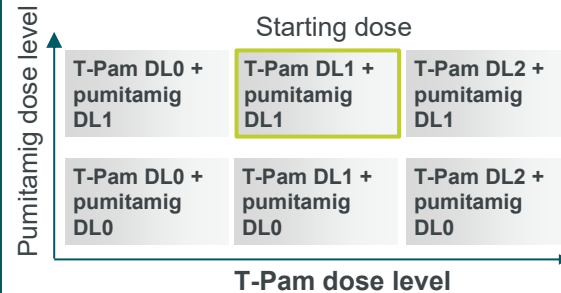 Starting dose
Pumitamig dose level
T-Pam DL0 +
pumitamig
DL1
T-Pam DL1 +
pumitamig
DL1
T-Pam DL2 +
pumitamig
DL1
T-Pam DL0 +
pumitamig
DL0
T-Pam DL1 +
pumitamig
DL0
T-Pam DL2 +
pumitamig
DL0
T-Pam dose level